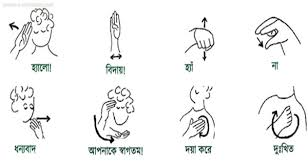 হ্যালো!
বিদায়!
হ্যাঁ
না
ধন্যবাদ
আপনাকে স্বাগতম!
দয়া করে
দুঃখিত